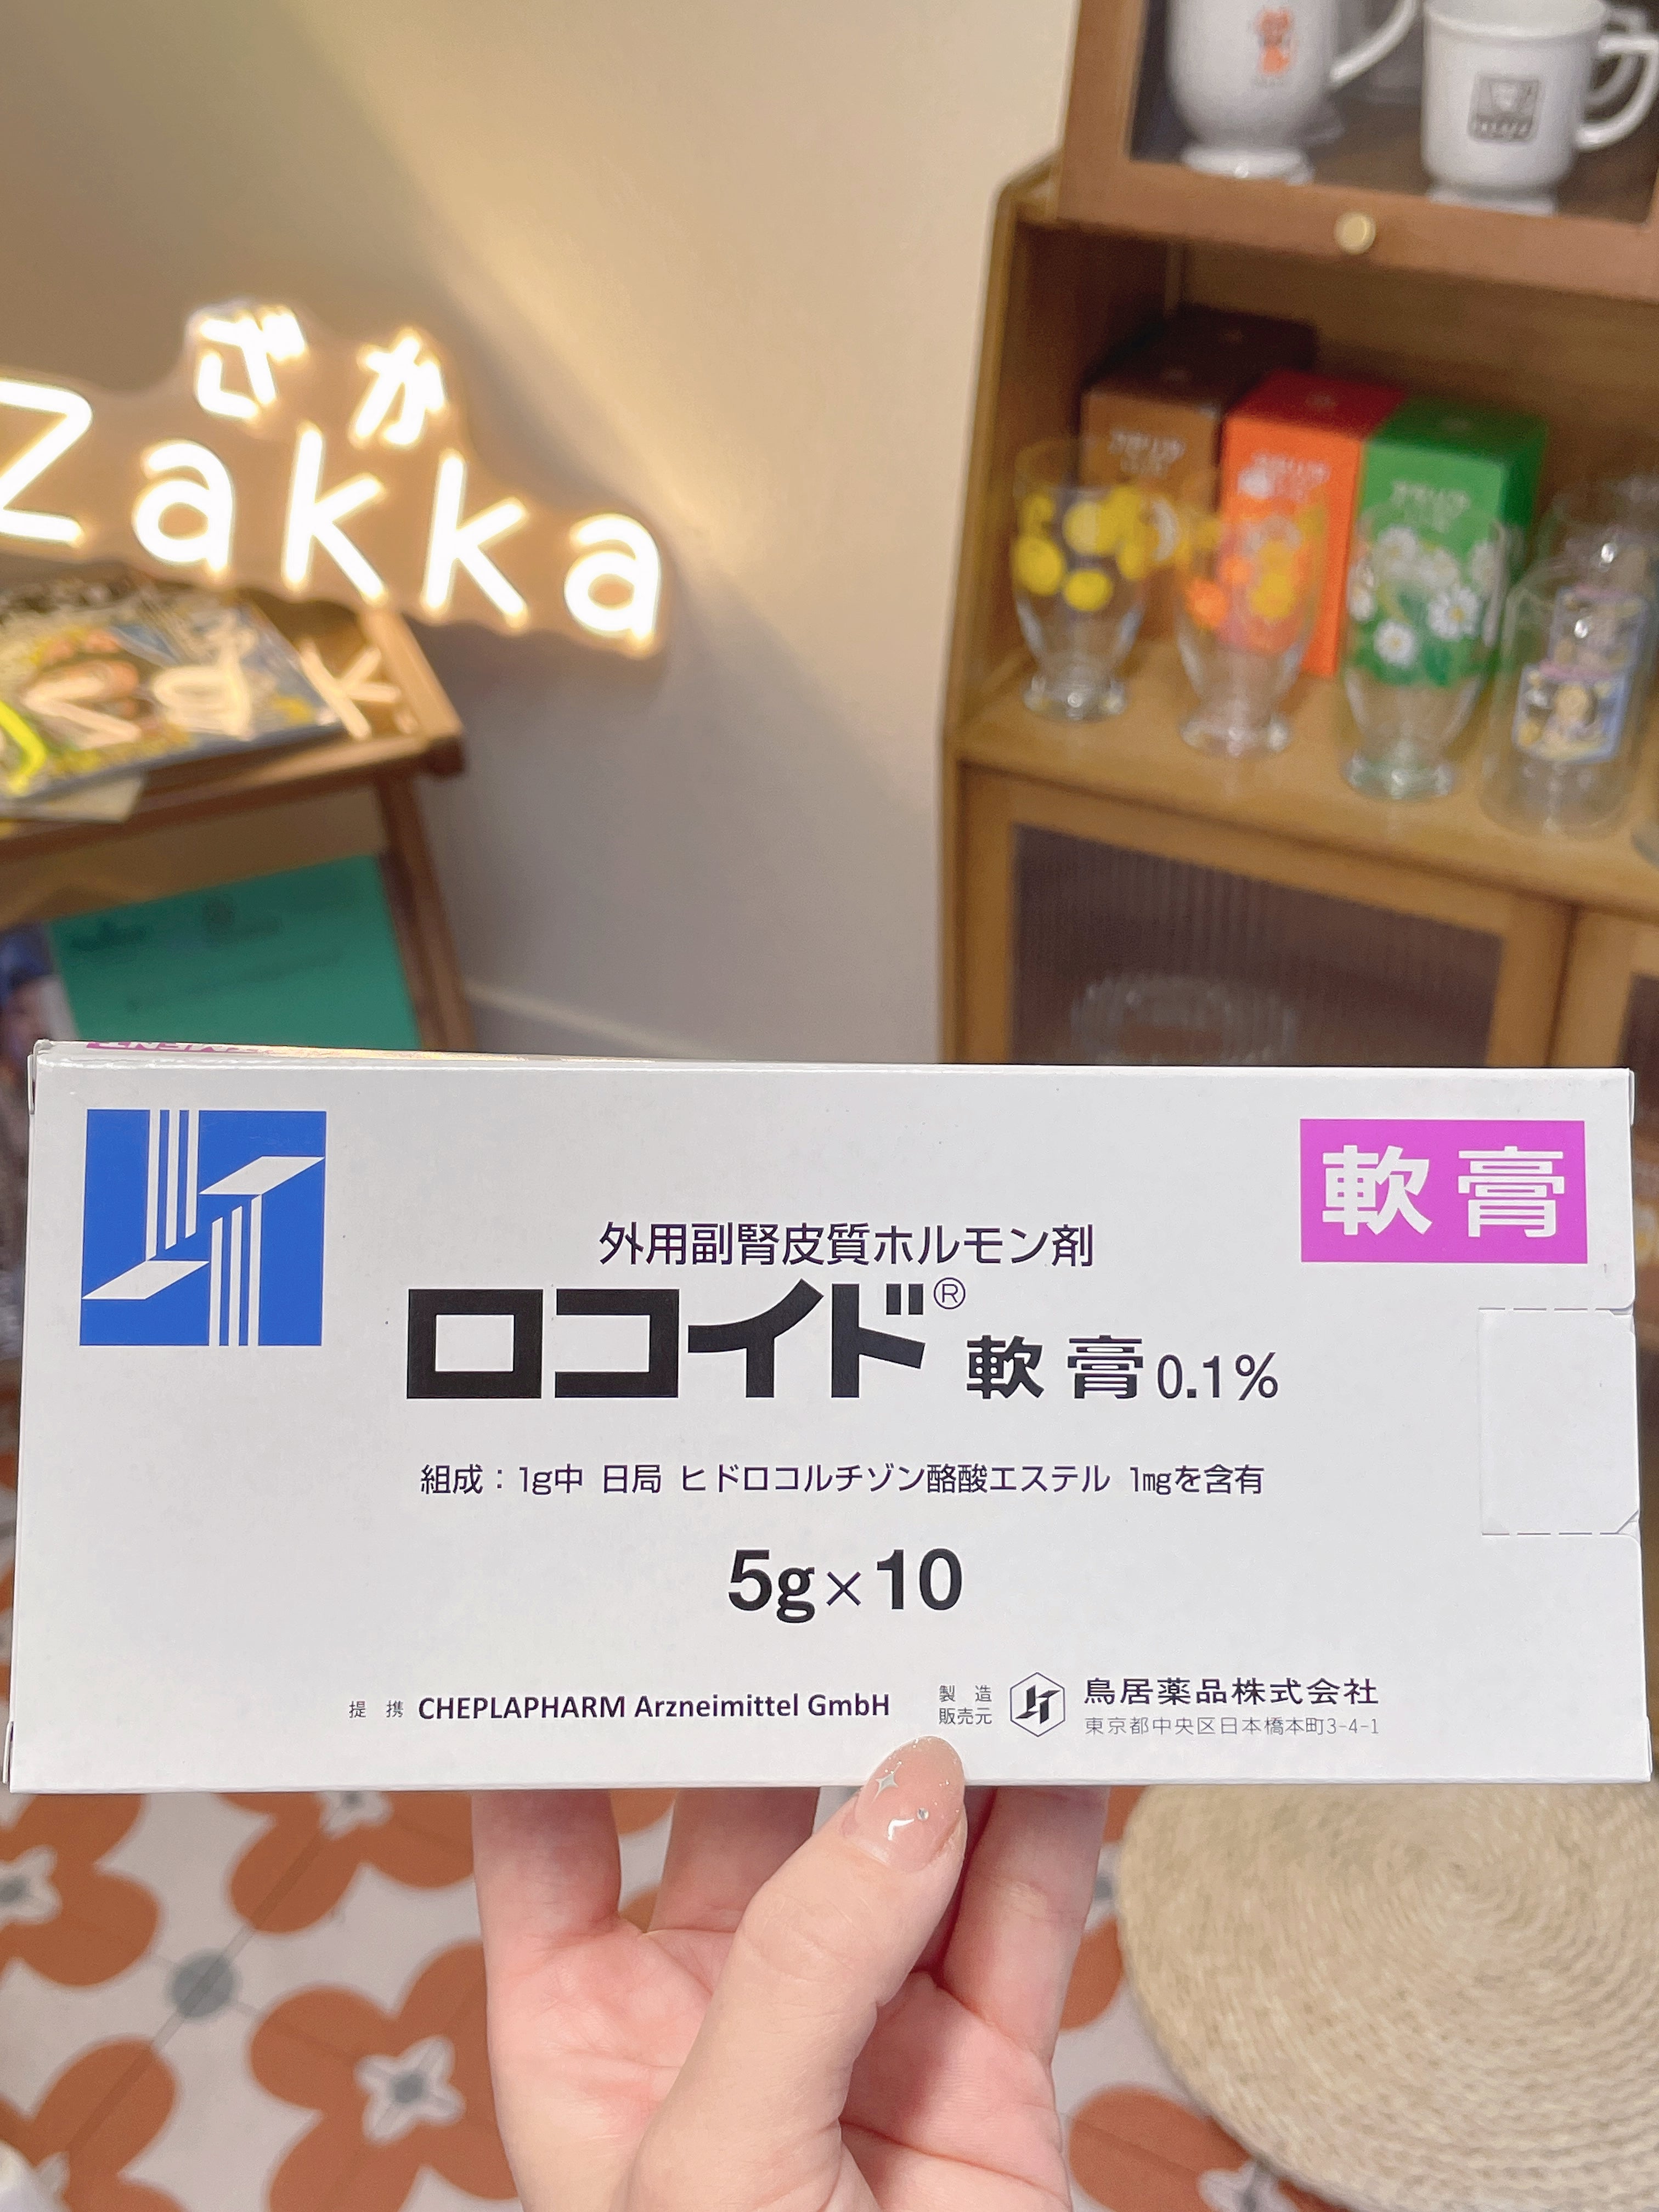 ざっか
Zakka
軟膏
外用副腎皮質ホルモン剤
ロコイド® 軟膏0.1%
組成：1g中 日局 ヒドロコルチゾン酪酸エステル 1mgを含有
5g×10
提携 CHEPLAPHARM Arzneimittel GmbH
製造
販売元
鳥居薬品株式会社
東京都中央区日本橋本町3-4-1